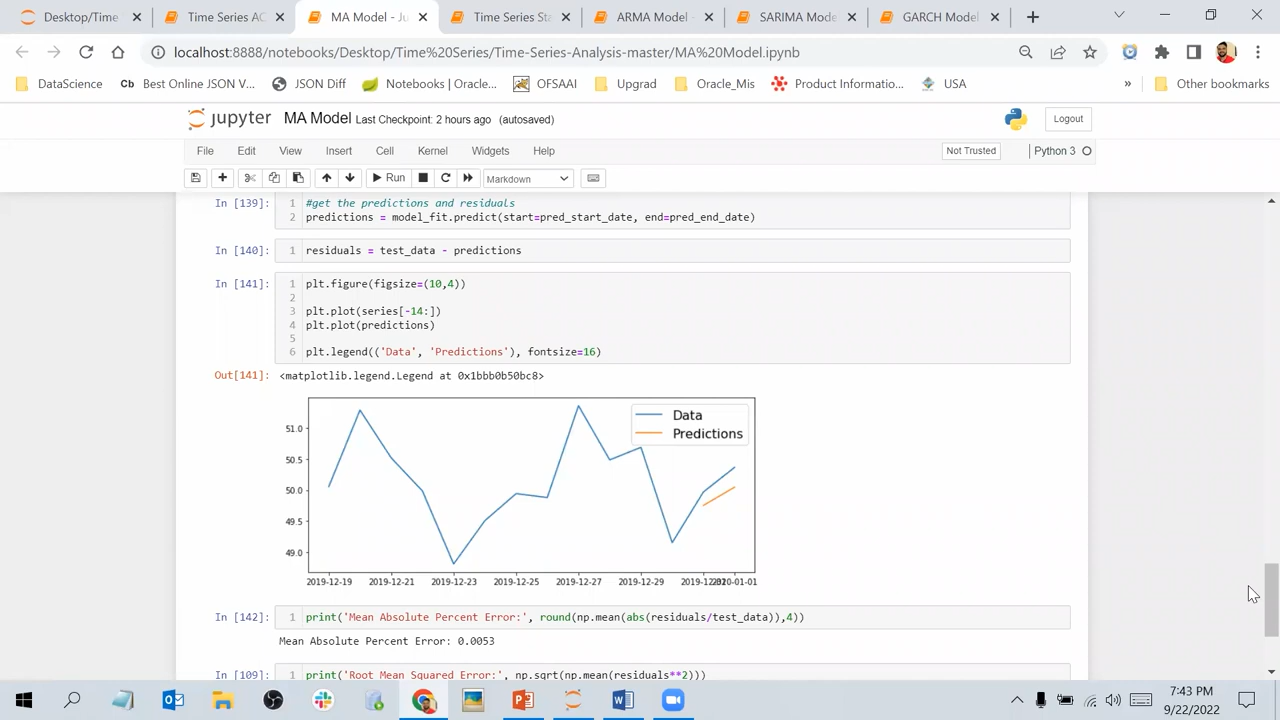 Desktop/Time
Time Series AC
MA Model - Ju
Time Series Sta
ARMA Model -
SARIMA Mode
GARCH Model
localhost:8888/notebooks/Desktop/Time%20Series/Time-Series-Analysis-master/MA%20Model.ipynb
DataScience
Cb Best Online JSON V...
JSON Diff
Notebooks | Oracle...
OFSAAI
Upgrad
Oracle_Mis
Product Informatio...
USA
»
Other bookmarks
jupyter MA Model Last Checkpoint: 2 hours ago (autosaved)
Logout
File Edit View Insert Cell Kernel Widgets Help
Not Trusted
Python 3
Run
Markdown
In [139]:
1 #get the predictions and residuals
2 predictions = model_fit.predict(start=pred_start_date, end=pred_end_date)
In [140]:
1 residuals = test_data - predictions
In [141]:
1 plt.figure(figsize=(10,4))
2
3 plt.plot(series[-14:])
4 plt.plot(predictions)
5
6 plt.legend(('Data', 'Predictions'), fontsize=16)
Out[141]: <matplotlib.legend.Legend at 0x1bbb0b50bc8>
Data
Predictions
51.0
50.5
50.0
49.5
49.0
2019-12-19 2019-12-21 2019-12-23 2019-12-25 2019-12-27 2019-12-29 2019-12-31 2020-01-01
In [142]:
1 print('Mean Absolute Percent Error:', round(np.mean(abs(residuals/test_data)),4))
Mean Absolute Percent Error: 0.0053
In [109]:
1 print('Root Mean Squared Error:', np.sqrt(np.mean(residuals**2)))
7:43 PM
9/22/2022